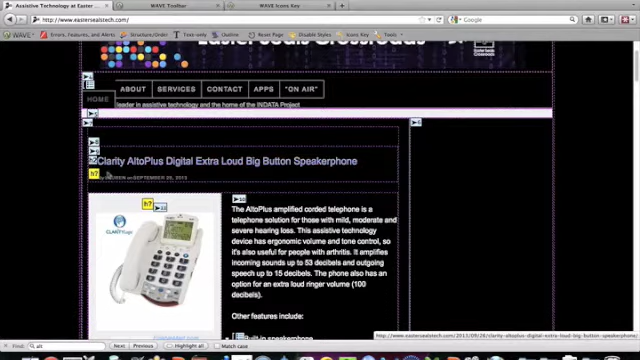 Assistive Technology at Easter ...
WAVE Toolbar
WAVE Icons Key
http://www.eastersealstech.com/
Google
WAVE
Errors, Features, and Alerts
Structure/Order
Text-only
Outline
Reset Page
Disable Styles
Icons Key
Tools
Easter Seals Crossroads
HOME
ABOUT
SERVICES
CONTACT
APPS
"ON AIR"
leader in assistive technology and the home of the INDATA Project
Clarity AltoPlus Digital Extra Loud Big Button Speakerphone
h?
on SEPTEMBER 26, 2013
h?
The AltoPlus amplified corded telephone is a
telephone solution for those with mild, moderate and
severe hearing loss. This assistive technology
device has ergonomic volume and tone control, so
it's also useful for people with arthritis. It amplifies
incoming sounds up to 53 decibels and outgoing
speech up to 15 decibels. The phone also has an
option for an extra loud ringer volume (100
decibels).
Other features include:
Built-in speakerphone
http://www.eastersealstech.com/2013/09/26/clarity-altoplus-digital-extra-loud-big-button-speakerphone/
Find:
alt
Next
Previous
Highlight all
Match case